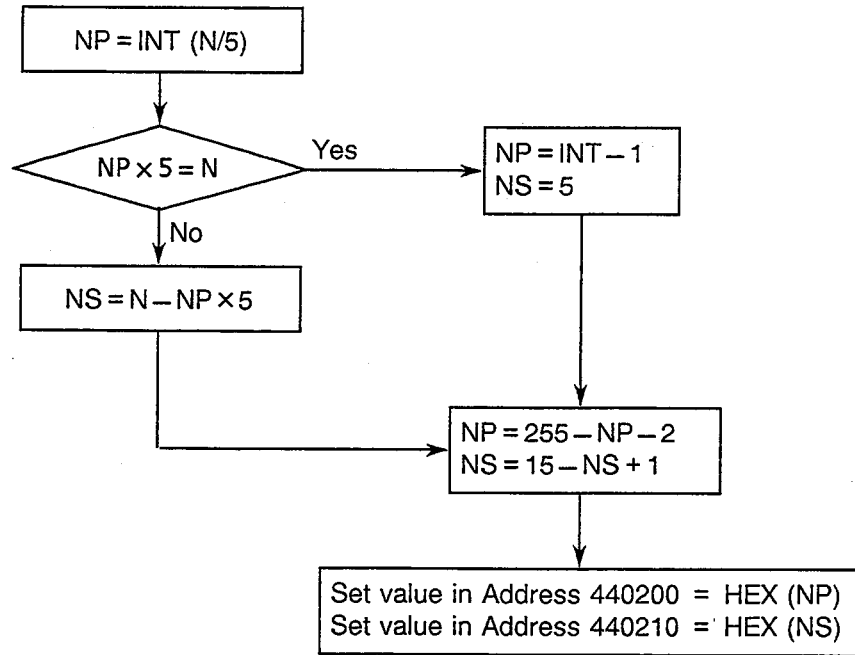 NP = INT (N/5)
NP × 5 = N
Yes
NP = INT – 1
NS = 5
No
NS = N – NP × 5
NP = 255 – NP – 2
NS = 15 – NS + 1
Set value in Address 440200 = HEX (NP)
Set value in Address 440210 = HEX (NS)